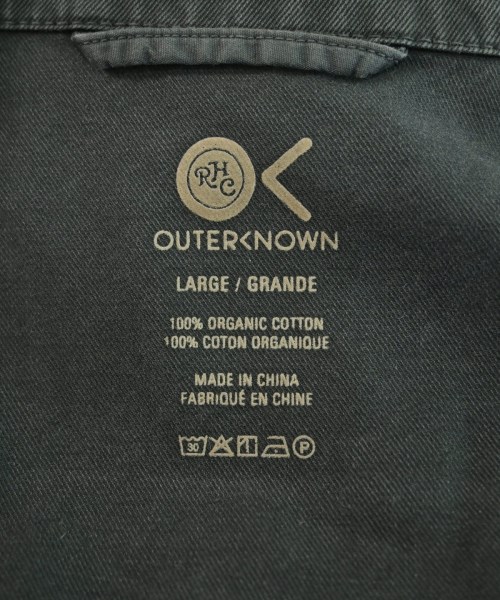 RHC
OUTERKNOWN
LARGE / GRANDE
100% ORGANIC COTTON
100% COTON ORGANIQUE
MADE IN CHINA
FABRIQUÉ EN CHINE
30 P